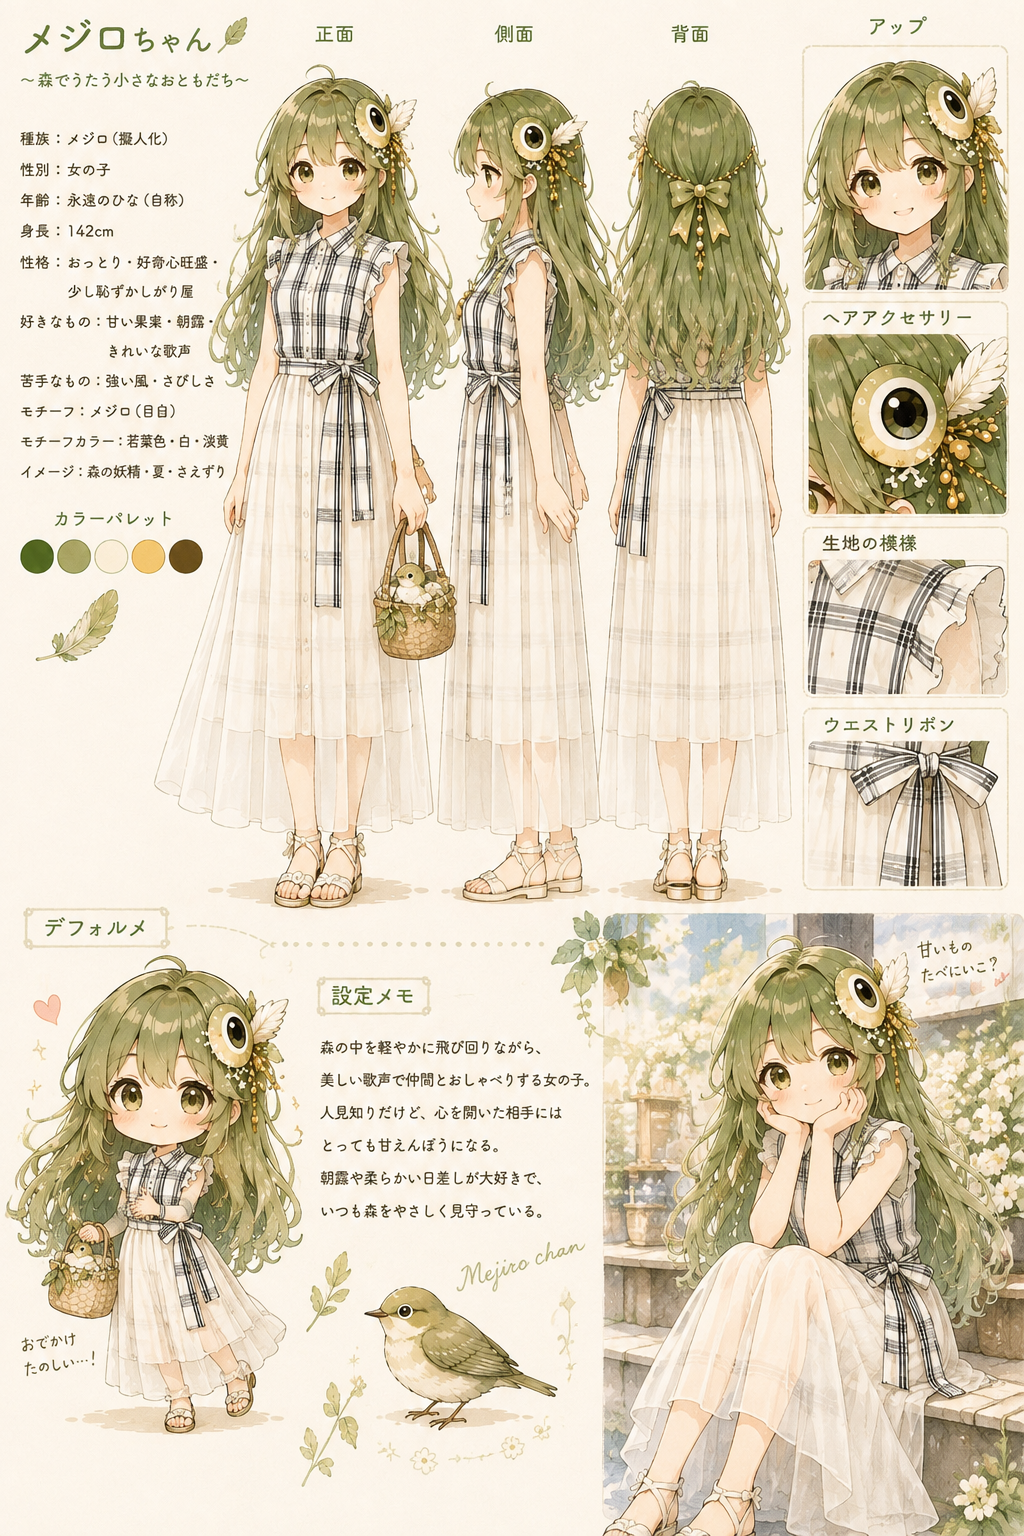 メジロちゃん
～森でうたう小さなおともだち～
種族：メジロ（擬人化）
性別：女の子
年齢：永遠のひな（自称）
身長：142cm
性格：おっとり・好奇心旺盛・
少し恥ずかしがり屋
好きなもの：甘い果実・朝露・
きれいな歌声
苦手なもの：強い風・さびしさ
モチーフ：メジロ（目白）
モチーフカラー：若葉色・白・淡黄
イメージ：森の妖精・夏・さえずり
カラーパレット
正面
側面
背面
アップ
ヘアアクセサリー
生地の模様
ウエストリボン
デフォルメ
おでかけ
たのしい…！
設定メモ
森の中を軽やかに飛び回りながら、
美しい歌声で仲間とおしゃべりする女の子。
人見知りだけど、心を開いた相手には
とっても甘えんぼうになる。
朝露や柔らかい日差しが大好きで、
いつも森をやさしく見守っている。
Mejiro chan
甘いもの
たべにいこ？